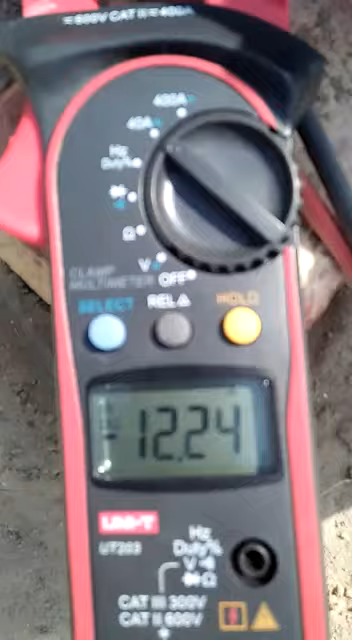 600V CAT II 400A
400A~
40A~
Hz
Duty%
Ω
V~
OFF
CLAMP
MULTIMETER
SELECT REL△ HOLD
-12.24
UNI-T
UT203
Hz
Duty%
V
Ω
CAT III 300V
CAT II 600V